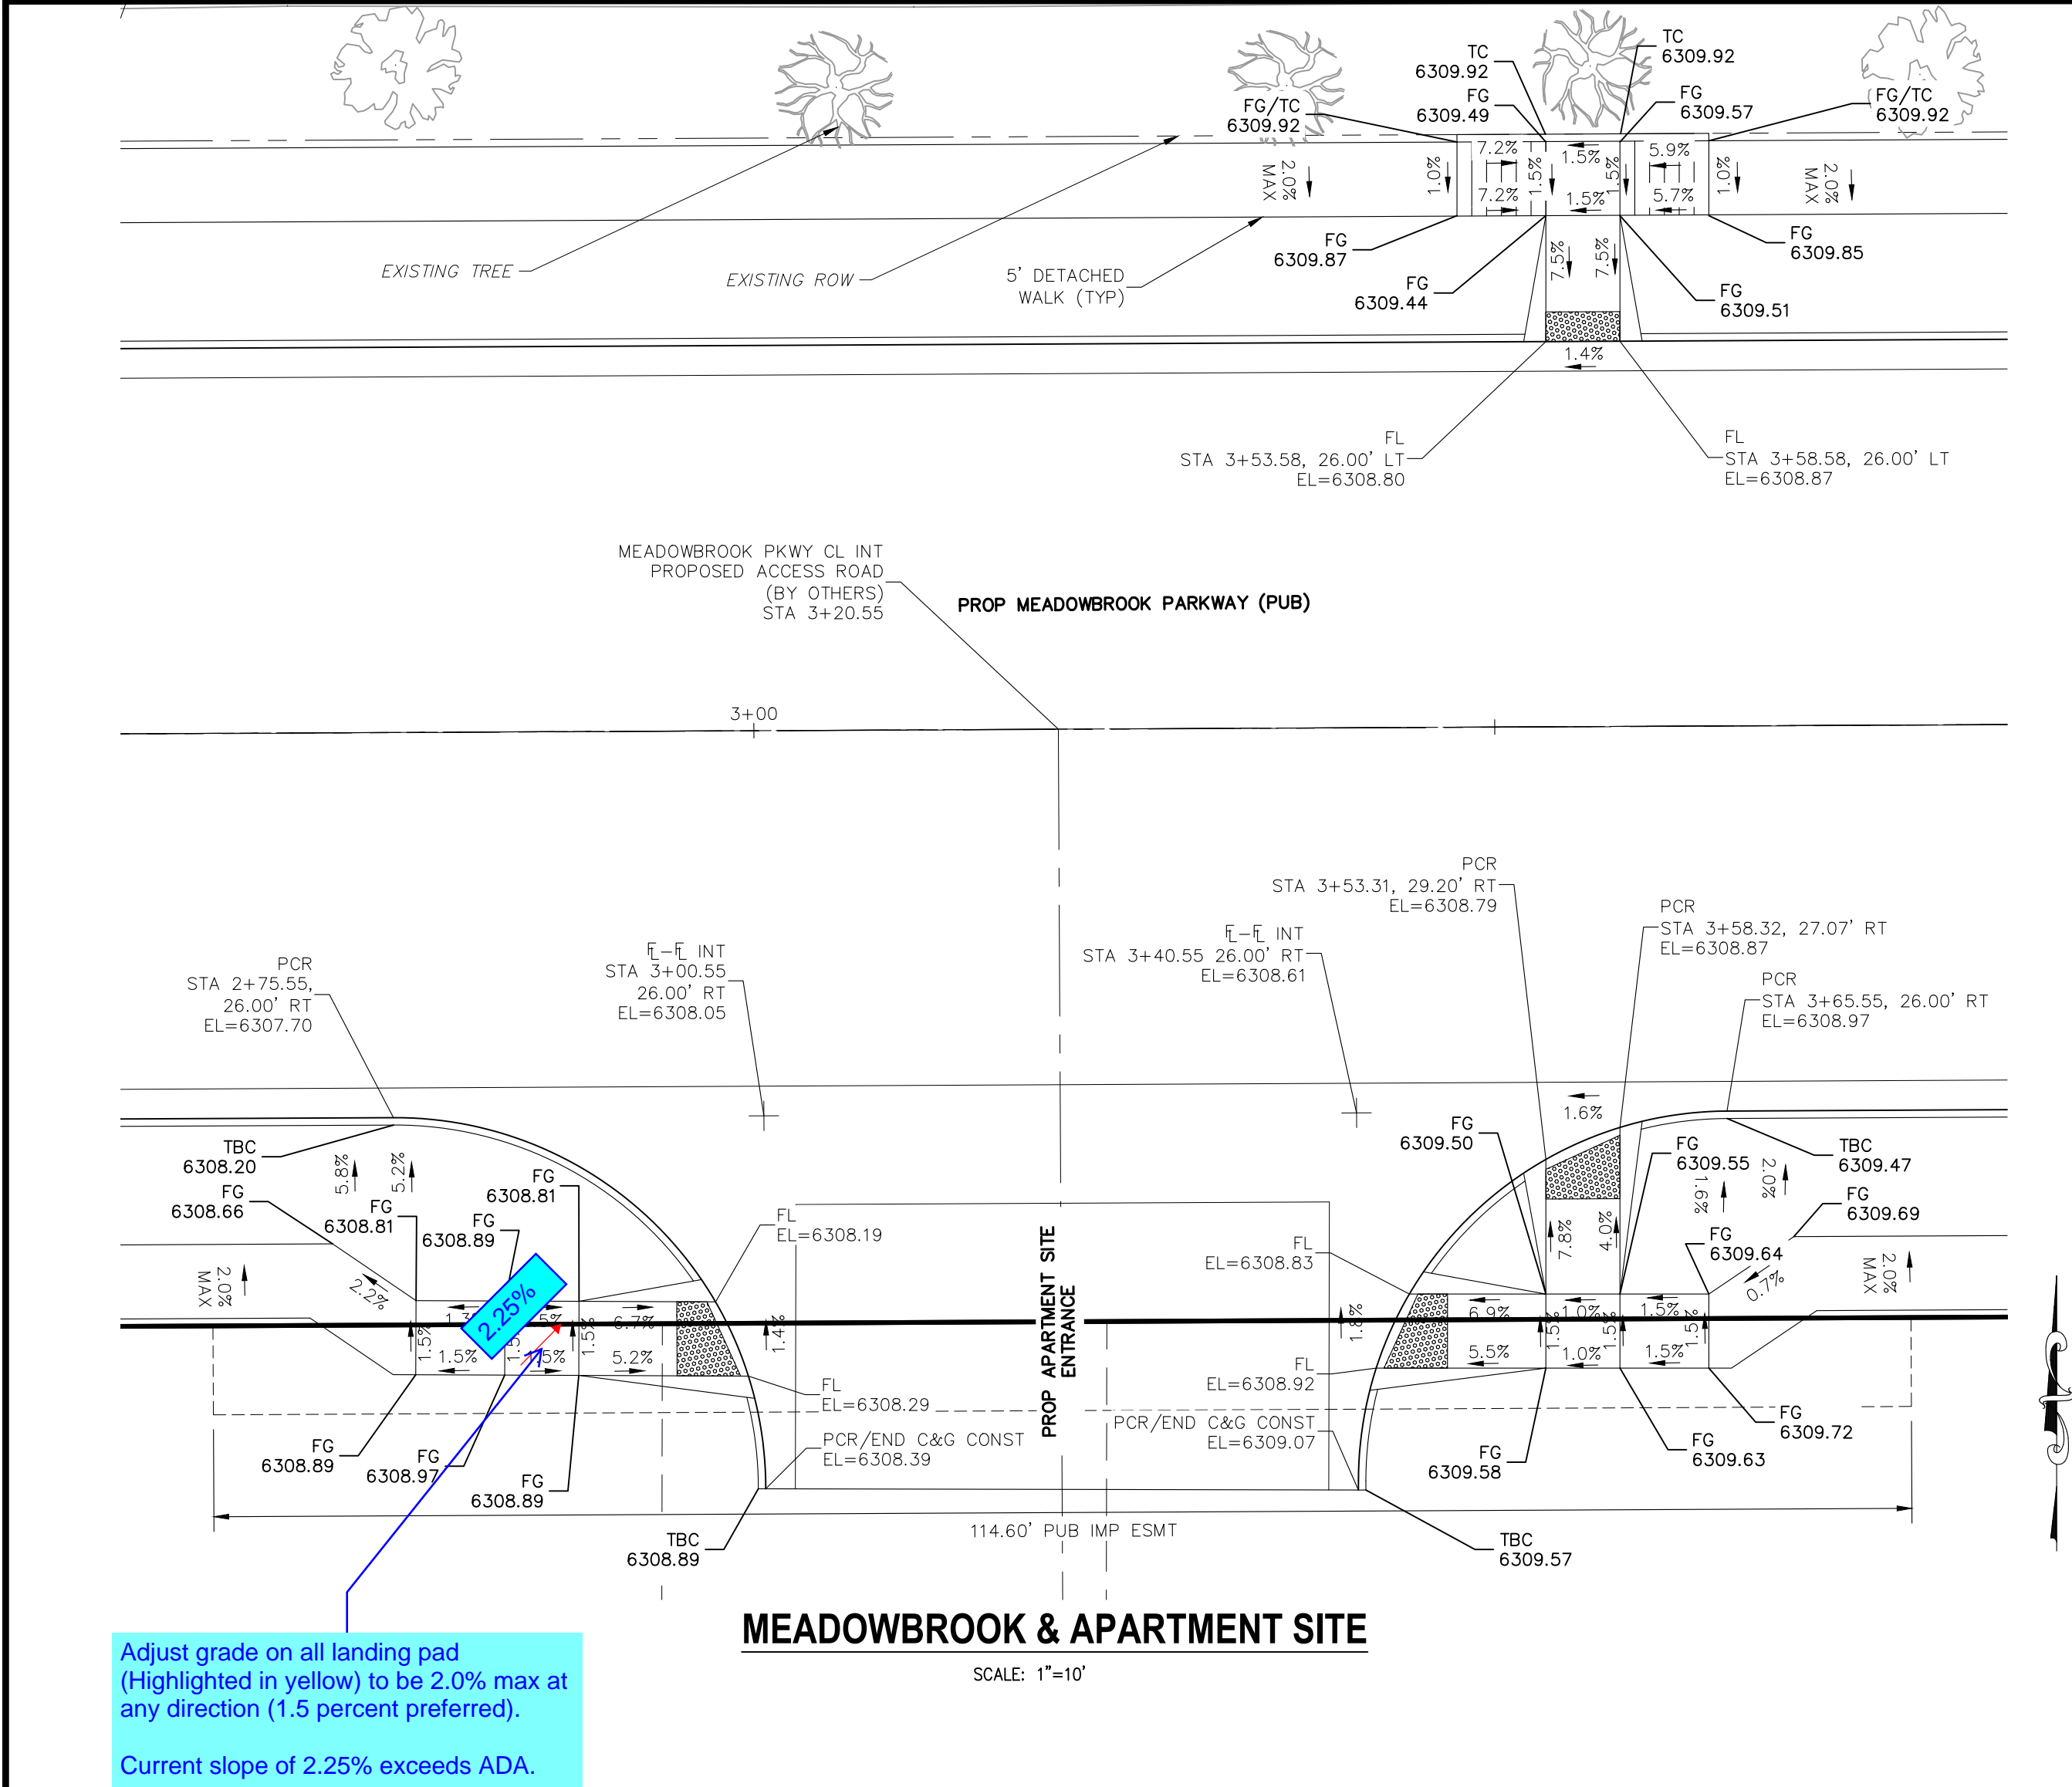 TC
6309.92
TC
6309.92
FG
6309.49
FG
6309.57
FG/TC
6309.92
FG/TC
6309.92
2.0%
MAX
1.0%
7.2%
7.2%
1.5%
1.5%
1.5%
1.5%
5.9%
5.7%
1.0%
2.0%
MAX
FG
6309.87
FG
6309.85
FG
6309.44
FG
6309.51
7.5%
7.5%
1.4%
EXISTING TREE
EXISTING ROW
5' DETACHED
WALK (TYP)
FL
STA 3+53.58, 26.00' LT
EL=6308.80
FL
STA 3+58.58, 26.00' LT
EL=6308.87
MEADOWBROOK PKWY CL INT
PROPOSED ACCESS ROAD
(BY OTHERS)
STA 3+20.55
PROP MEADOWBROOK PARKWAY (PUB)
3+00
PCR
STA 2+75.55,
26.00' RT
EL=6307.70
FL-FL INT
STA 3+00.55
26.00' RT
EL=6308.05
FL-FL INT
STA 3+40.55 26.00' RT
EL=6308.61
PCR
STA 3+53.31, 29.20' RT
EL=6308.79
PCR
STA 3+58.32, 27.07' RT
EL=6308.87
PCR
STA 3+65.55, 26.00' RT
EL=6308.97
1.6%
TBC
6308.20
FG
6308.66
5.8%
5.2%
FG
6308.81
FG
6308.89
FG
6308.81
FL
EL=6308.19
2.0%
MAX
2.2%
2.25%
6.7%
1.5%
1.5%
1.5%
1.5%
5.2%
1.4%
FL
EL=6308.29
PCR/END C&G CONST
EL=6308.39
FG
6308.89
FG
6308.97
FG
6308.89
TBC
6308.89
PROP APARTMENT SITE
ENTRANCE
FG
6309.50
FG
6309.55
TBC
6309.47
FG
6309.69
FG
6309.64
7.8%
4.0%
1.6%
2.0%
0.7%
2.0%
MAX
FL
EL=6308.83
1.8%
6.9%
1.0%
1.5%
5.5%
1.0%
1.5%
1.5%
1.5%
1.5%
FL
EL=6308.92
PCR/END C&G CONST
EL=6309.07
FG
6309.58
FG
6309.63
FG
6309.72
TBC
6309.57
114.60' PUB IMP ESMT
MEADOWBROOK & APARTMENT SITE
SCALE: 1"=10'
Adjust grade on all landing pad
(Highlighted in yellow) to be 2.0% max at
any direction (1.5 percent preferred).
Current slope of 2.25% exceeds ADA.